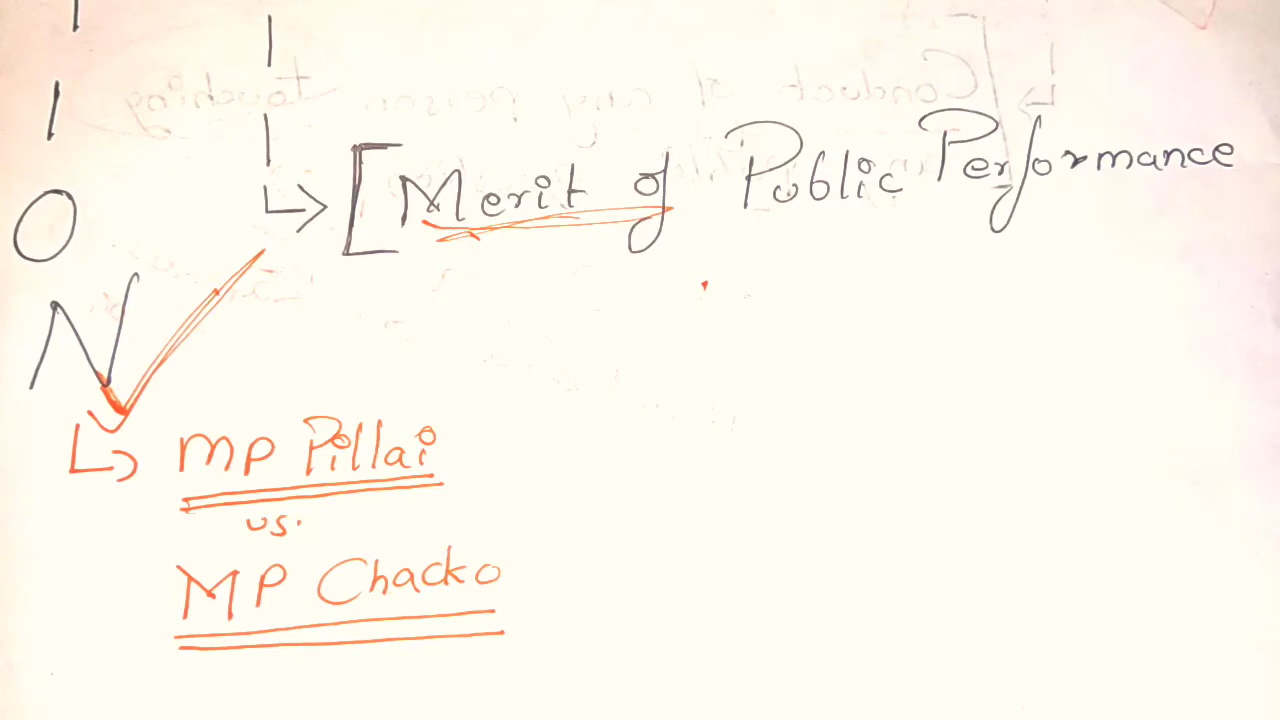 O
N
[Merit of Public Performance
MP Pillai
vs.
MP Chacko